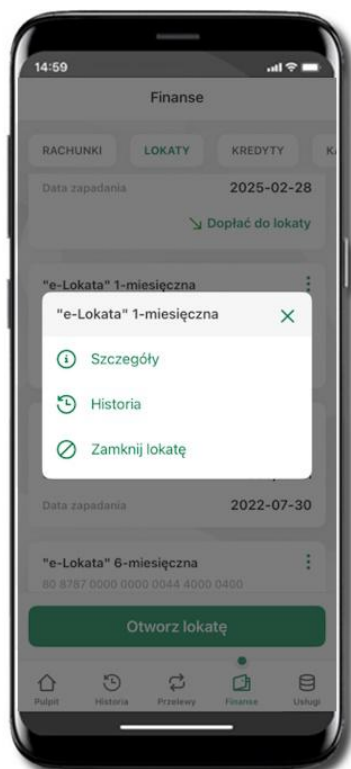 14:59
Finanse
RACHUNKI LOKATY KREDYTY
Data zapadania 2025-02-28
Dopłać do lokaty
"e-Lokata" 1-miesięczna
"e-Lokata" 1-miesięczna
Szczegóły
Historia
Zamknij lokatę
Data zapadania 2022-07-30
"e-Lokata" 6-miesięczna
80 8787 0000 0000 0044 4000 0400
Otworz lokatę
Pulpit Historia Przelewy Finanse Usługi